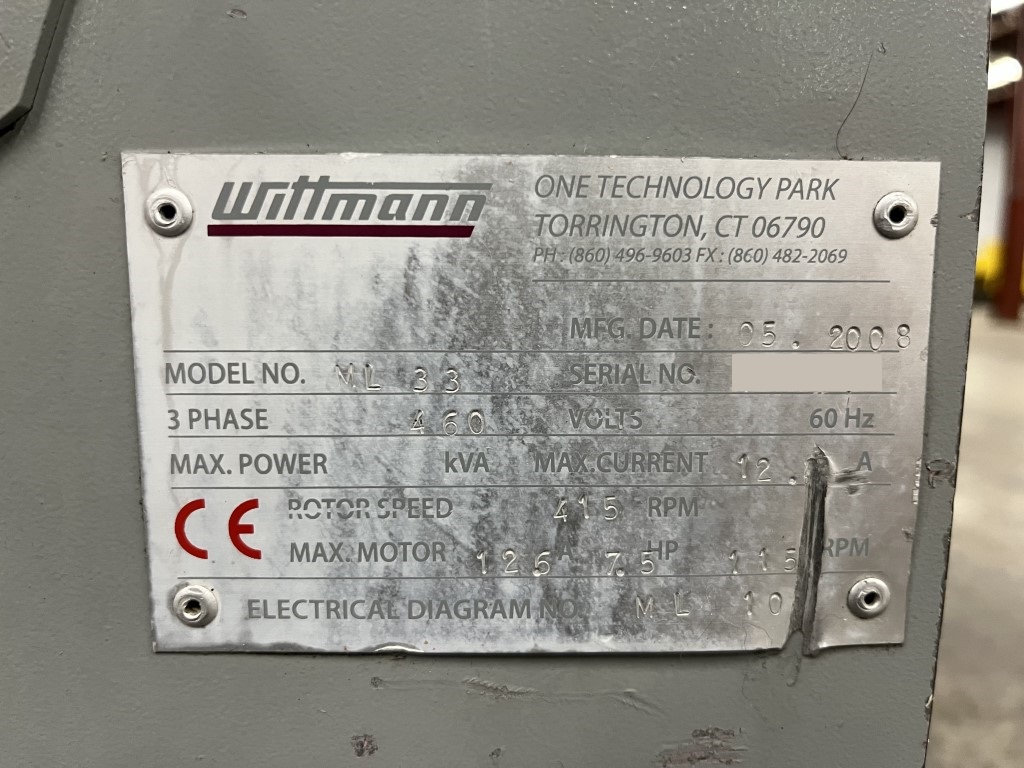 Wittmann
ONE TECHNOLOGY PARK
TORRINGTON, CT 06790
PH : (860) 496-9603 FX : (860) 482-2069
MFG. DATE : 05. 2008
MODEL NO. ML 33 SERIAL NO.
3 PHASE 460 VOLTS 60 Hz
MAX. POWER kVA MAX.CURRENT 12. A
CE ROTOR SPEED 415 RPM
MAX. MOTOR 126 A 7.5 HP 115 RPM
ELECTRICAL DIAGRAM NO. ML 10